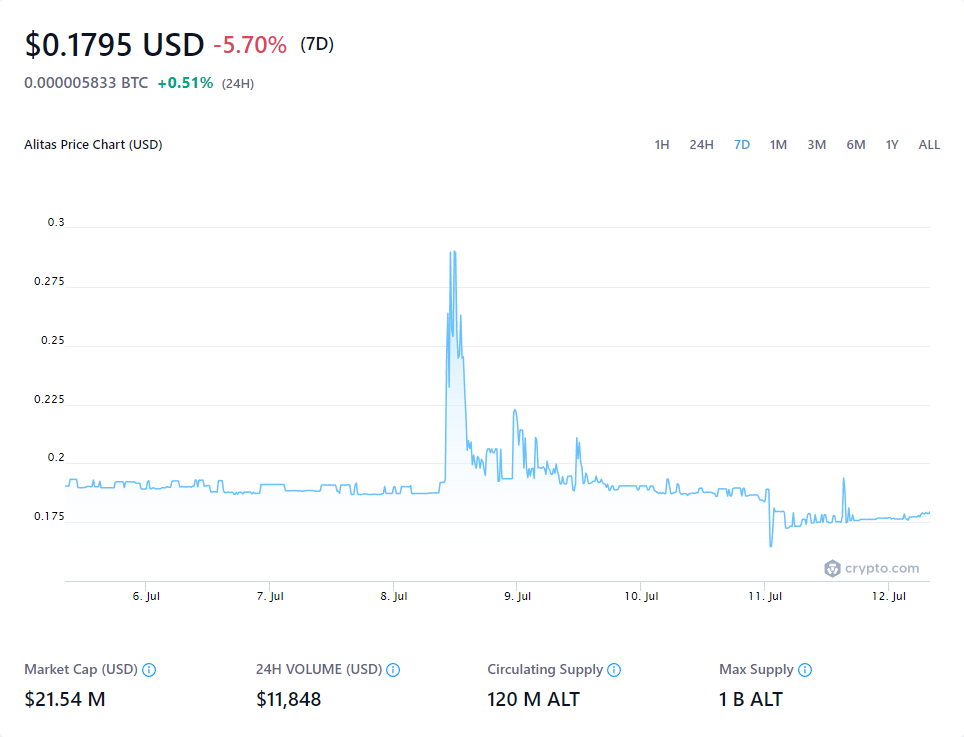 $0.1795 USD -5.70% (7D)
0.000005833 BTC +0.51% (24H)
Alitas Price Chart (USD) 1H 24H 7D 1M 3M 6M 1Y ALL
0.3
0.275
0.25
0.225
0.2
0.175
crypto.com
6. Jul 7. Jul 8. Jul 9. Jul 10. Jul 11. Jul 12. Jul
Market Cap (USD) 24H VOLUME (USD) Circulating Supply Max Supply
$21.54 M $11,848 120 M ALT 1 B ALT